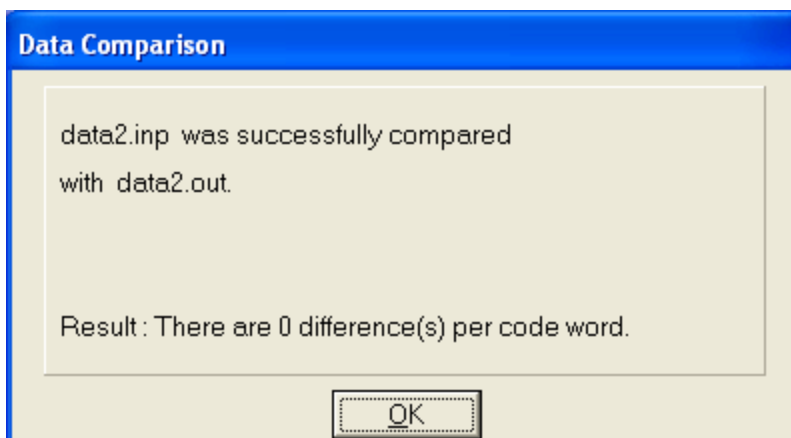 Data Comparison
data2.inp was successfully compared
with data2.out.
Result : There are 0 difference(s) per code word.
OK